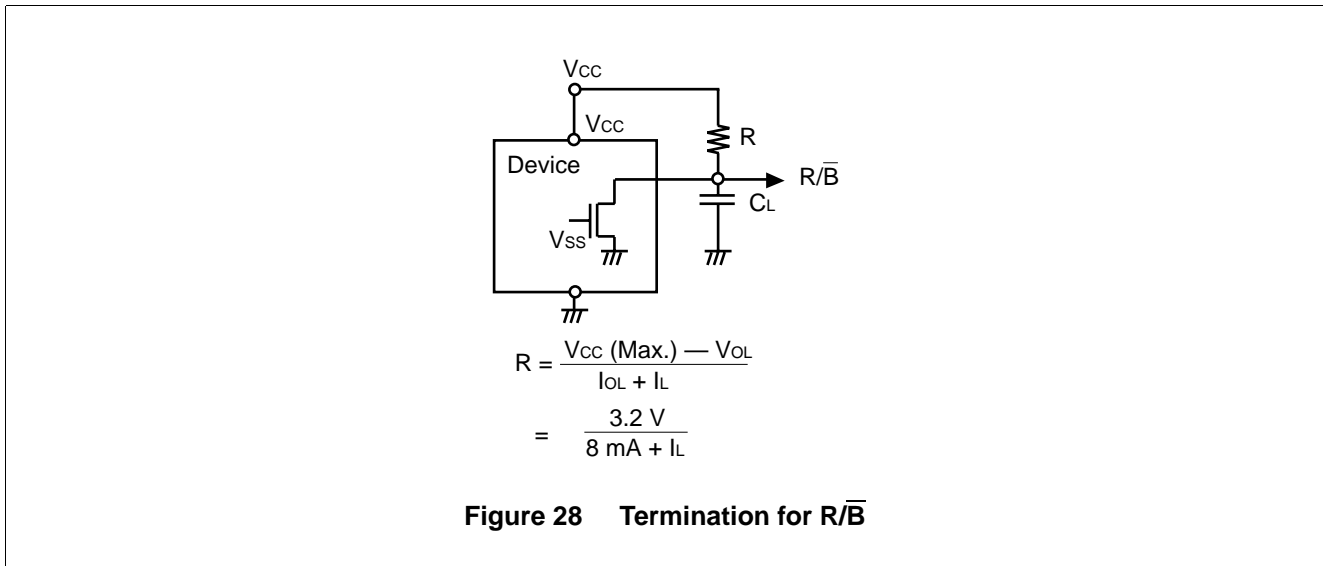 VCC
VCC
R
Device
R/B̅
CL
VSS
R = VCC (Max.) — VOL
IOL + IL
= 3.2 V
8 mA + IL
Figure 28 Termination for R/B̅